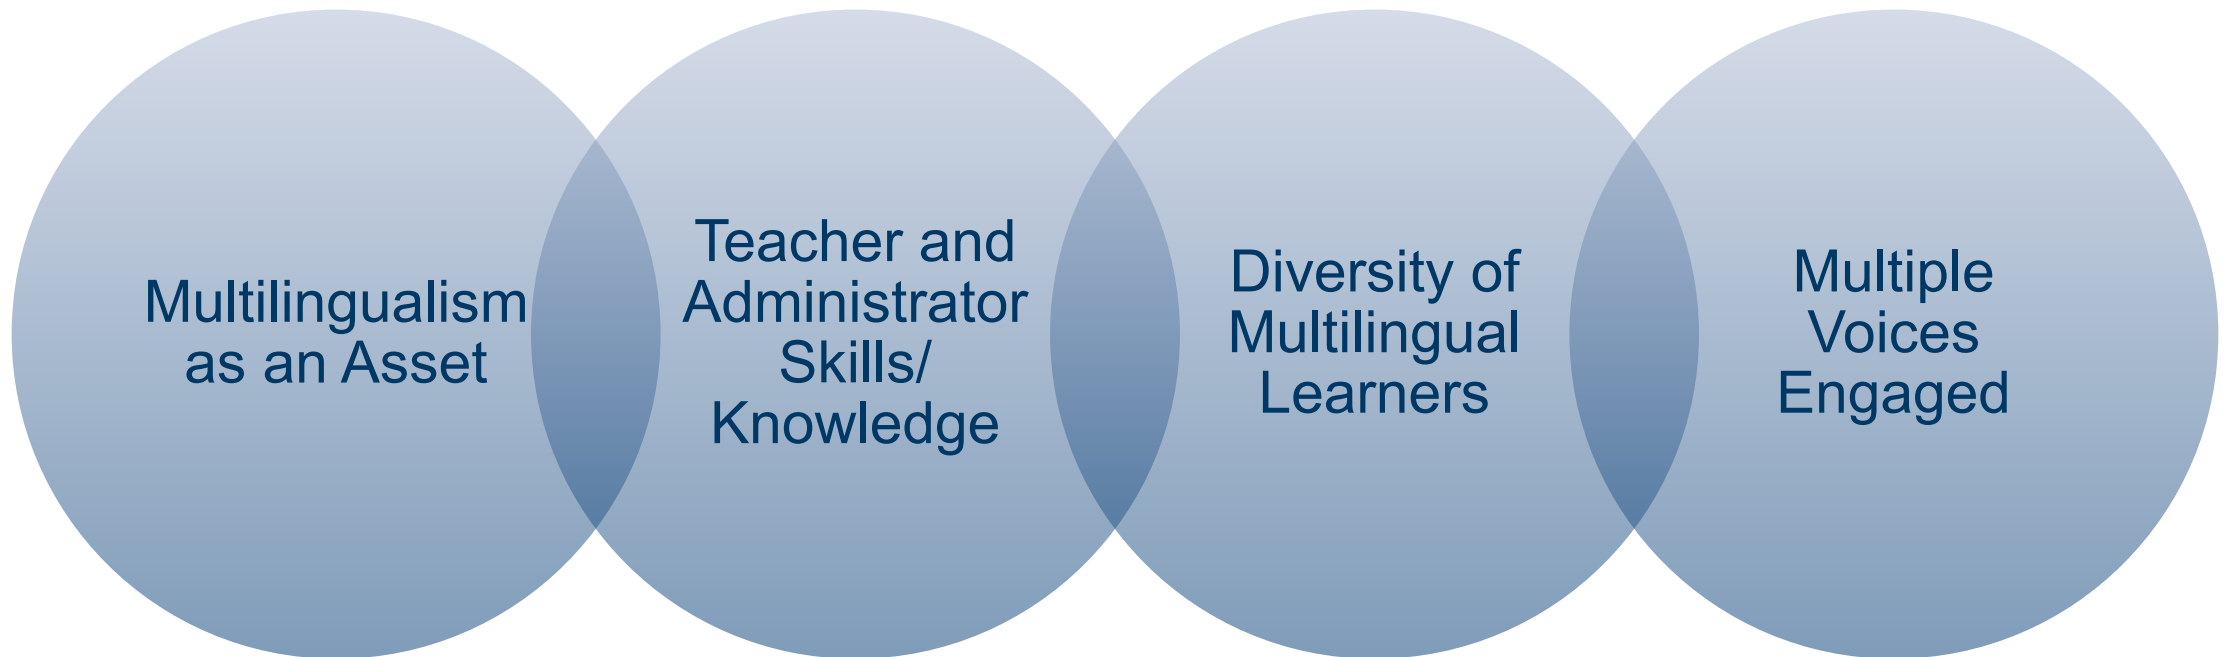 Multilingualism
as an Asset
Teacher and
Administrator
Skills/
Knowledge
Diversity of
Multilingual
Learners
Multiple
Voices
Engaged